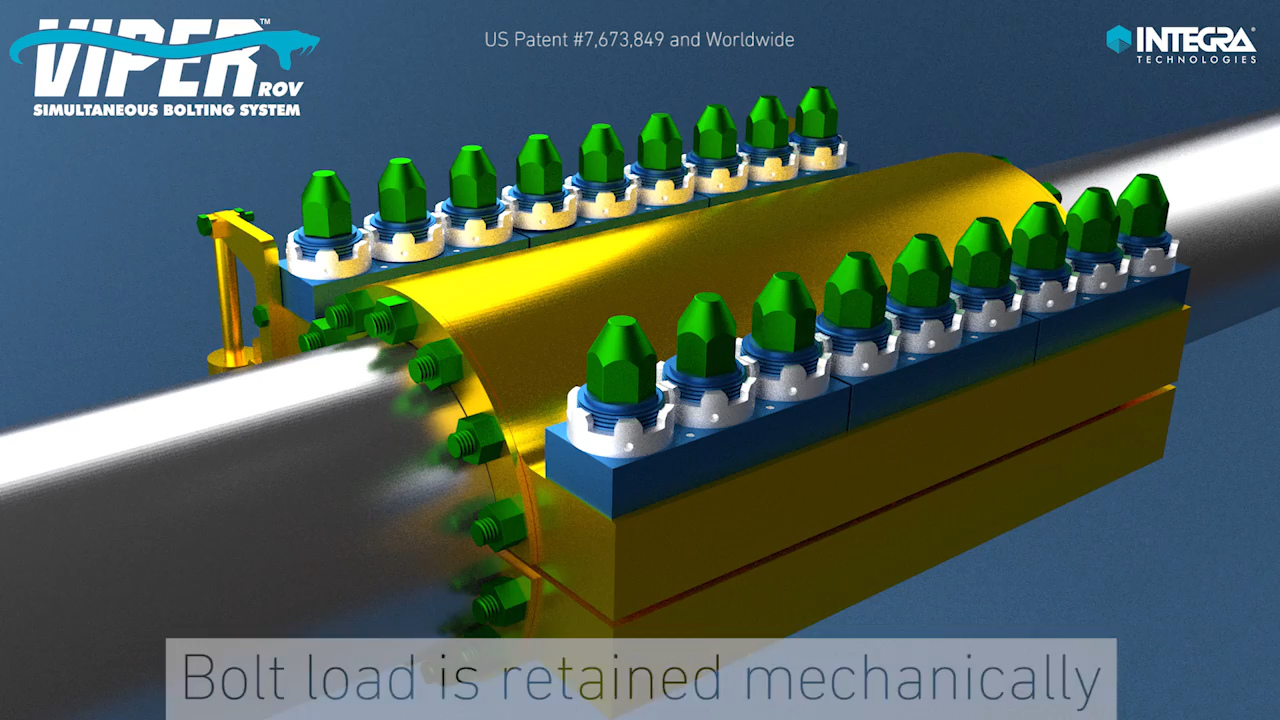 VIPER™
ROV
SIMULTANEOUS BOLTING SYSTEM
US Patent #7,673,849 and Worldwide
INTEGRA®
TECHNOLOGIES
Bolt load is retained mechanically